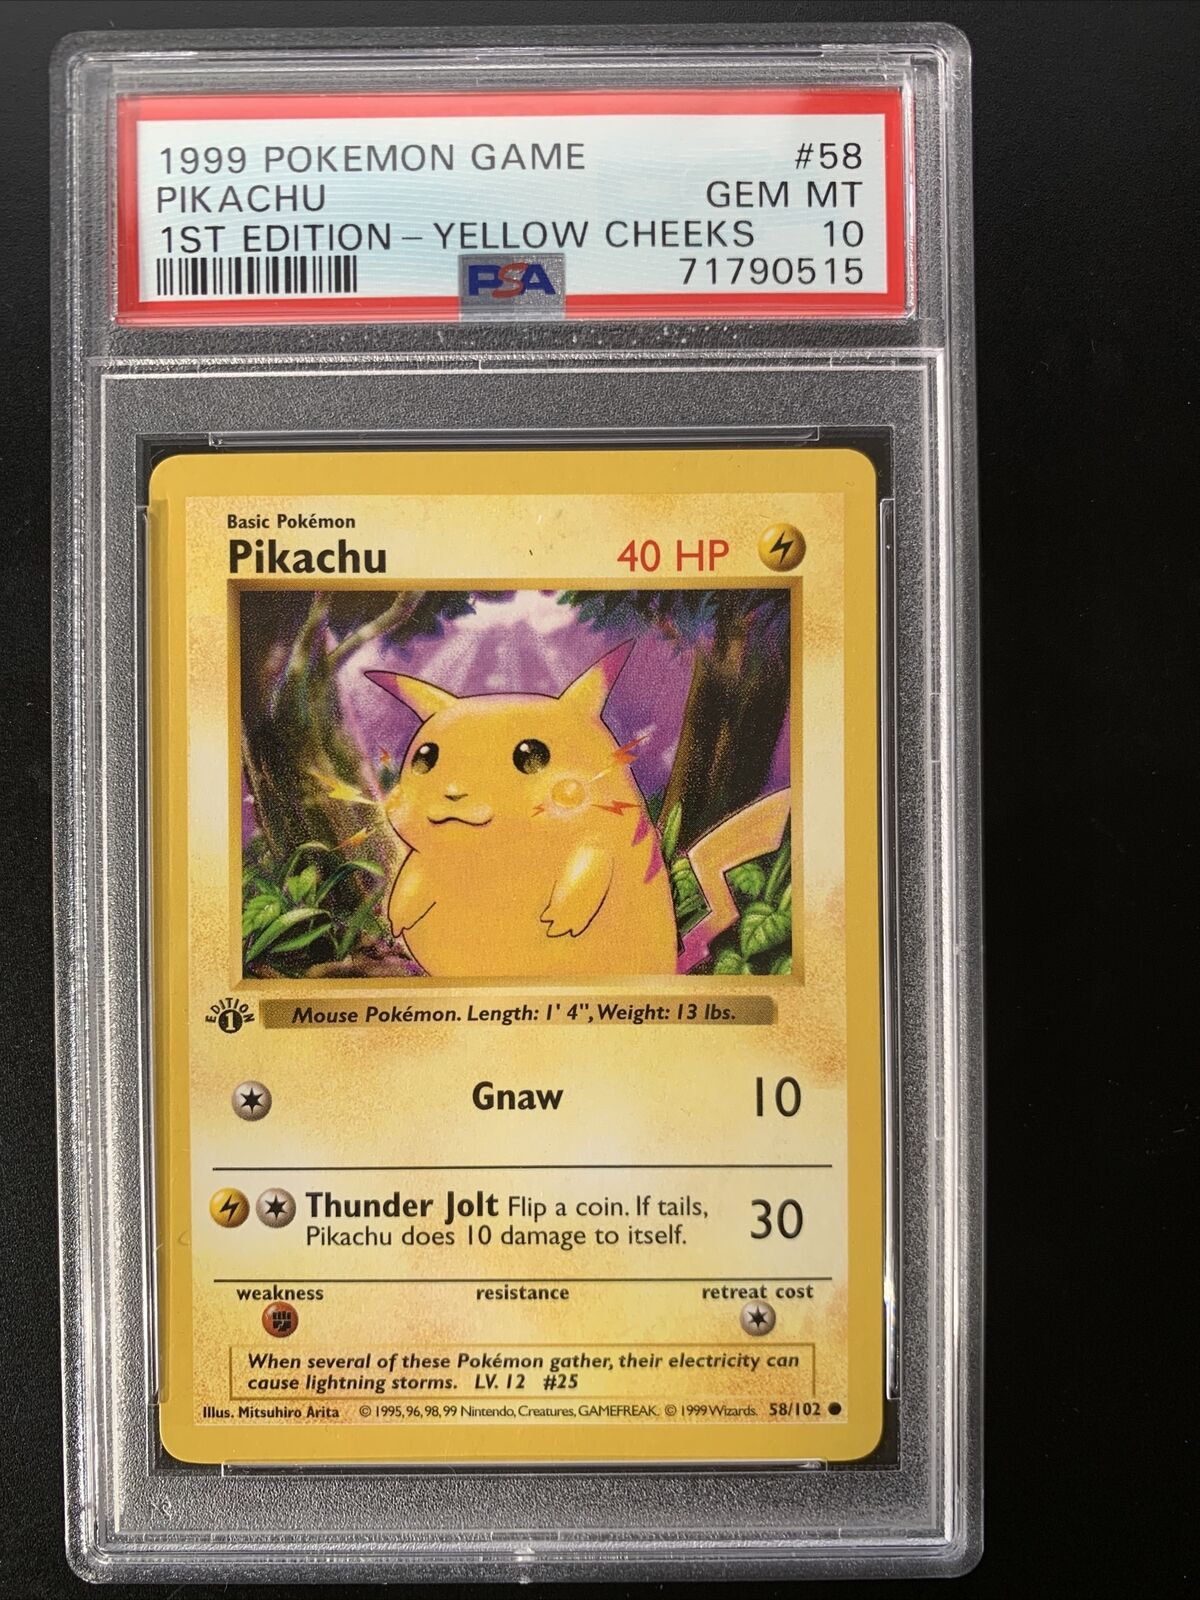 1999 POKEMON GAME #58
PIKACHU GEM MT
1ST EDITION – YELLOW CHEEKS 10
PSA 71790515
Basic Pokémon
Pikachu 40 HP
EDITION
1
Mouse Pokémon. Length: 1' 4", Weight: 13 lbs.
Gnaw 10
Thunder Jolt Flip a coin. If tails,
Pikachu does 10 damage to itself. 30
weakness resistance retreat cost
When several of these Pokémon gather, their electricity can
cause lightning storms. LV. 12 #25
Illus. Mitsuhiro Arita © 1995, 96, 98, 99 Nintendo, Creatures, GAMEFREAK. © 1999 Wizards. 58/102